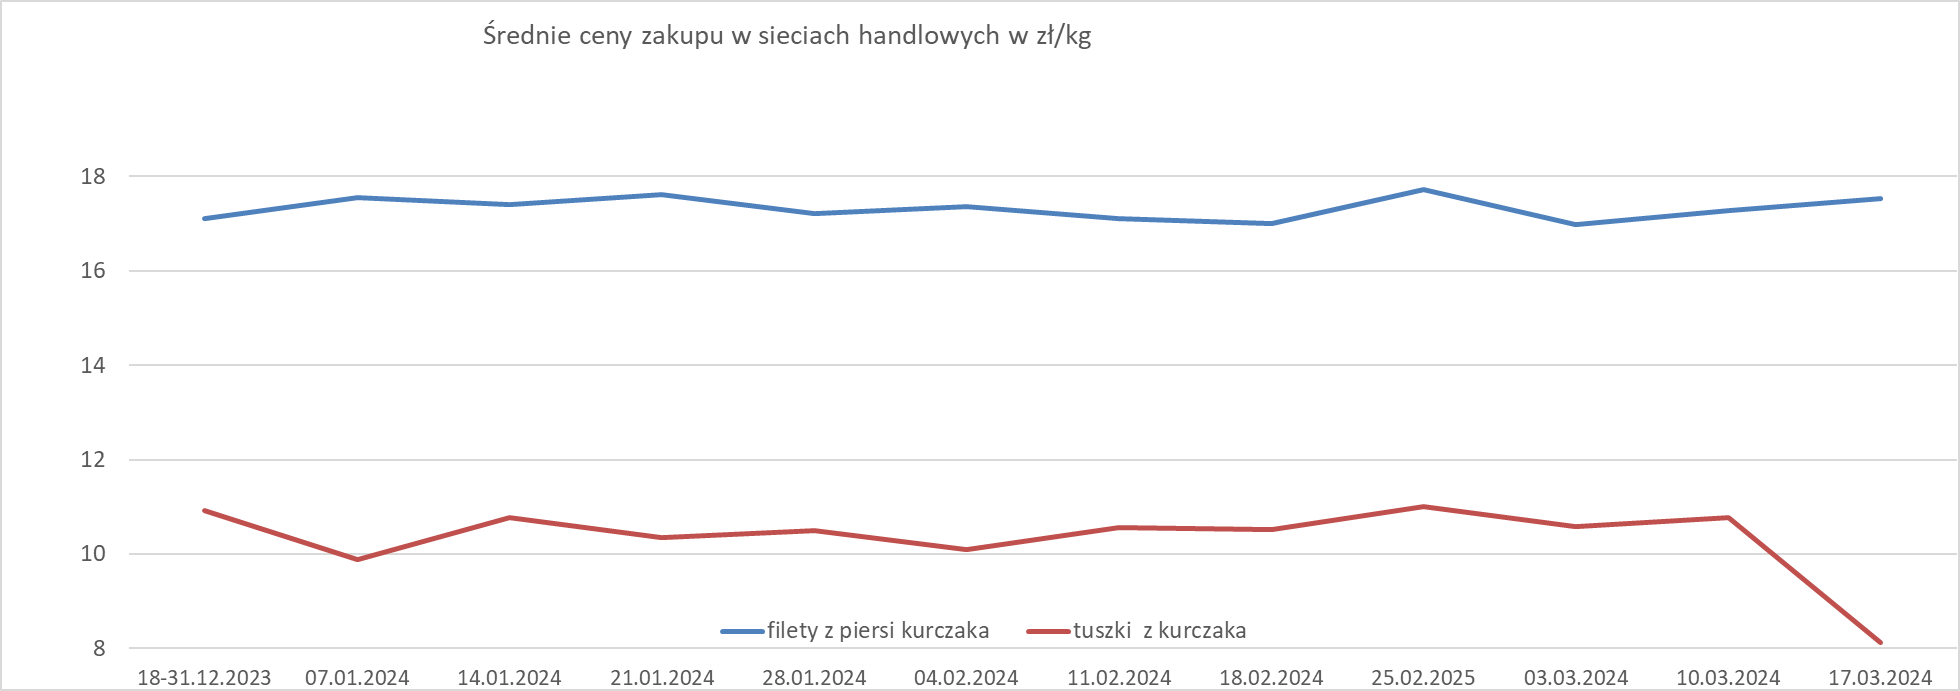 Średnie ceny zakupu w sieciach handlowych w zł/kg
18
16
14
12
10
8
filety z piersi kurczaka tuszki z kurczaka
18-31.12.2023 07.01.2024 14.01.2024 21.01.2024 28.01.2024 04.02.2024 11.02.2024 18.02.2024 25.02.2025 03.03.2024 10.03.2024 17.03.2024